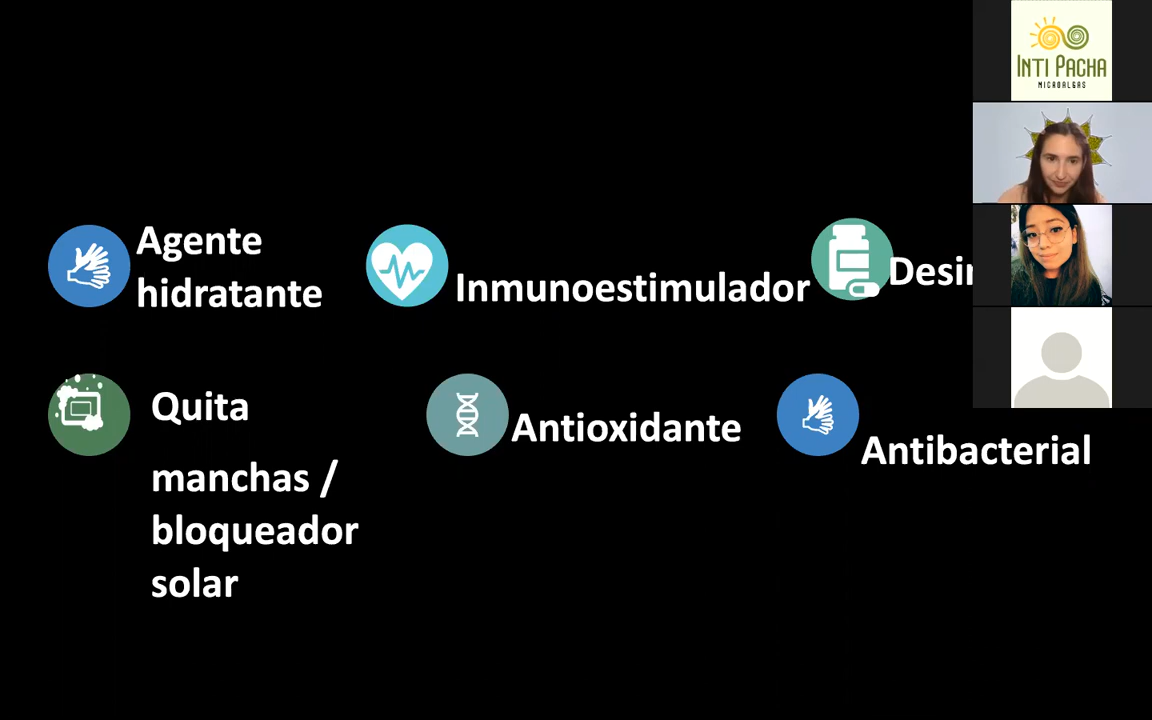 INTI PACHA
MICROALGAS
Agente
hidratante
Inmunoestimulador
Quita
manchas /
bloqueador
solar
Antioxidante
Antibacterial